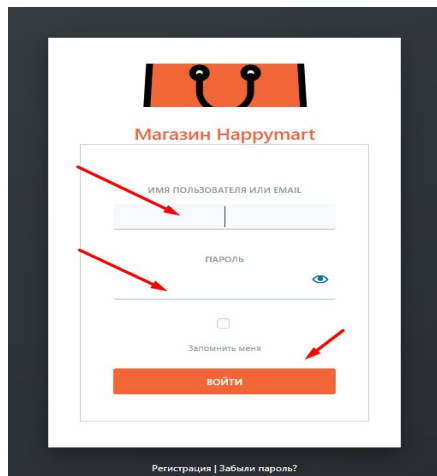 Магазин Happymart
ИМЯ ПОЛЬЗОВАТЕЛЯ ИЛИ EMAIL
ПАРОЛЬ
Запомнить меня
ВОЙТИ
Регистрация | Забыли пароль?